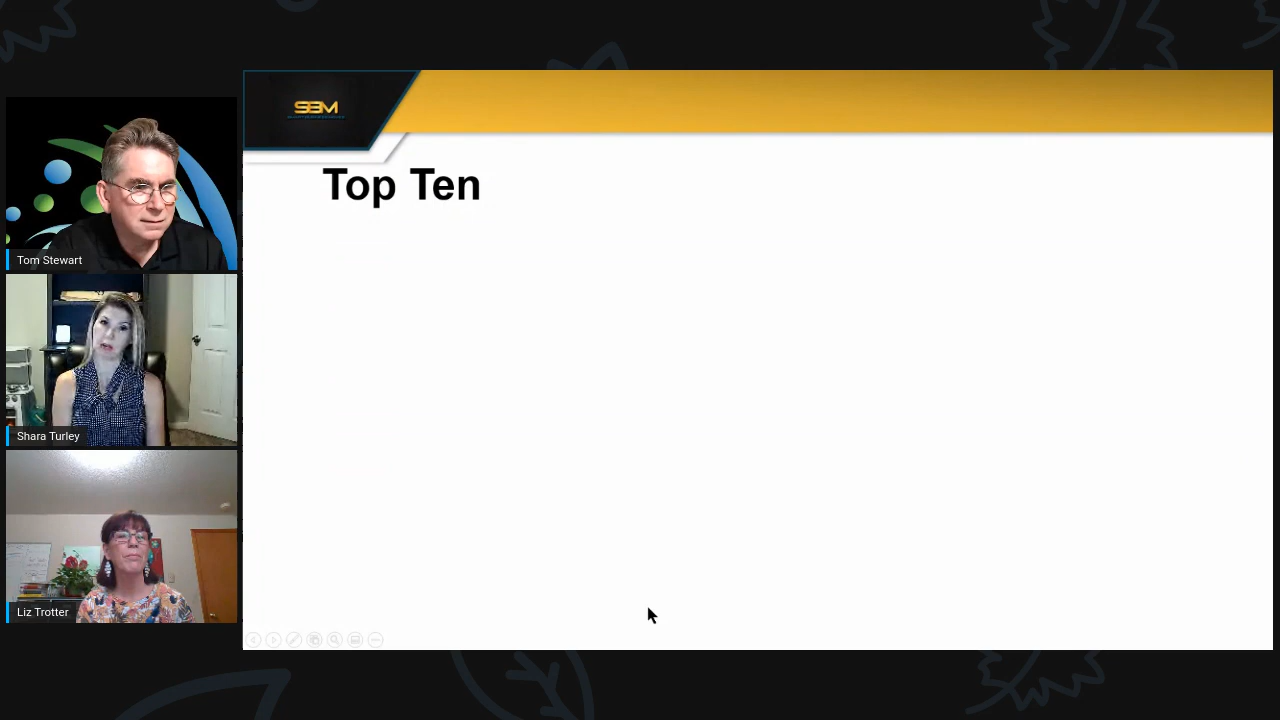 SBM
Top Ten
Tom Stewart
Shara Turley
Liz Trotter